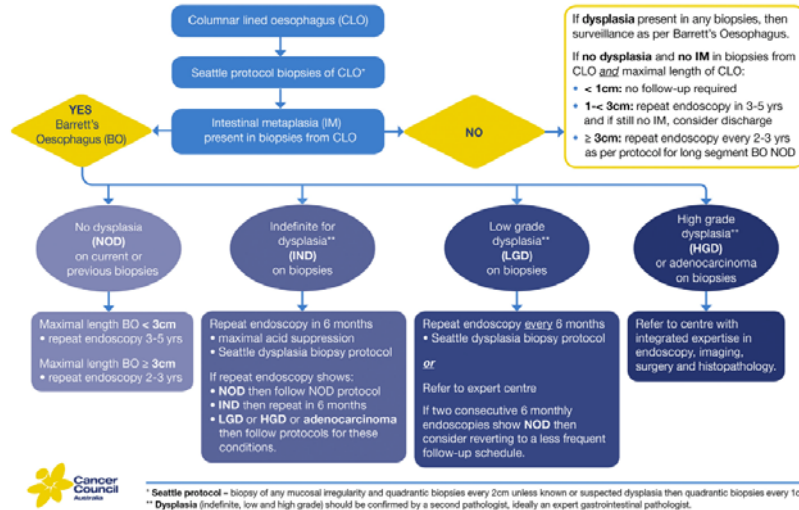 Columnar lined oesophagus (CLO)
Seattle protocol biopsies of CLO*
Intestinal metaplasia (IM)
present in biopsies from CLO
YES
Barrett's
Oesophagus (BO)
NO
If dysplasia present in any biopsies, then
surveillance as per Barrett's Oesophagus.
If no dysplasia and no IM in biopsies from
CLO and maximal length of CLO:
• < 1cm: no follow-up required
• 1-< 3cm: repeat endoscopy in 3-5 yrs
and if still no IM, consider discharge
• ≥ 3cm: repeat endoscopy every 2-3 yrs
as per protocol for long segment BO NOD
No dysplasia
(NOD)
on current or
previous biopsies
Maximal length BO < 3cm
• repeat endoscopy 3-5 yrs
Maximal length BO ≥ 3cm
• repeat endoscopy 2-3 yrs
Indefinite for
dysplasia**
(IND)
on biopsies
Repeat endoscopy in 6 months
• maximal acid suppression
• Seattle dysplasia biopsy protocol
If repeat endoscopy shows:
• NOD then follow NOD protocol
• IND then repeat in 6 months
• LGD or HGD or adenocarcinoma
then follow protocols for these
conditions.
Low grade
dysplasia**
(LGD)
on biopsies
Repeat endoscopy every 6 months
• Seattle dysplasia biopsy protocol
or
Refer to expert centre
If two consecutive 6 monthly
endoscopies show NOD then
consider reverting to a less frequent
follow-up schedule.
High grade
dysplasia**
(HGD)
or adenocarcinoma
on biopsies
Refer to centre with
integrated expertise in
endoscopy, imaging,
surgery and histopathology.
Cancer
Council
Australia
* Seattle protocol – biopsy of any mucosal irregularity and quadrantic biopsies every 2cm unless known or suspected dysplasia then quadrantic biopsies every
** Dysplasia (indefinite, low and high grade) should be confirmed by a second pathologist, ideally an expert gastrointestinal pathologist.